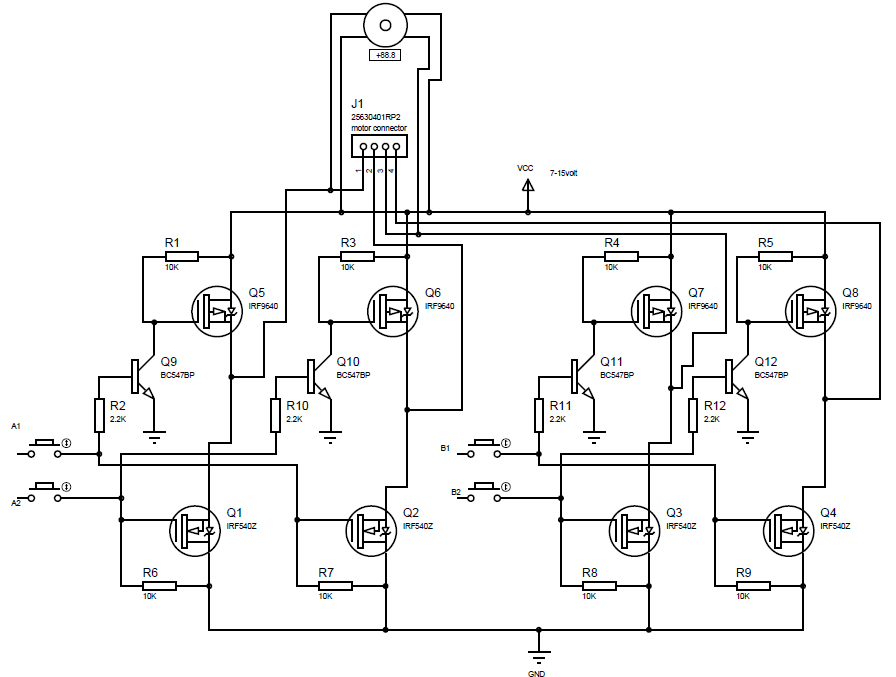 +88.8
J1
25630401RP2
motor connector
1
2
3
4
VCC
7-15volt
R1
10K
R3
10K
R4
10K
R5
10K
Q5
IRF9640
Q6
IRF9640
Q7
IRF9640
Q8
IRF9640
Q9
BC547BP
Q10
BC547BP
Q11
BC547BP
Q12
BC547BP
R2
2.2K
R10
2.2K
R11
2.2K
R12
2.2K
A1
B1
A2
B2
Q1
IRF540Z
Q2
IRF540Z
Q3
IRF540Z
Q4
IRF540Z
R6
10K
R7
10K
R8
10K
R9
10K
GND